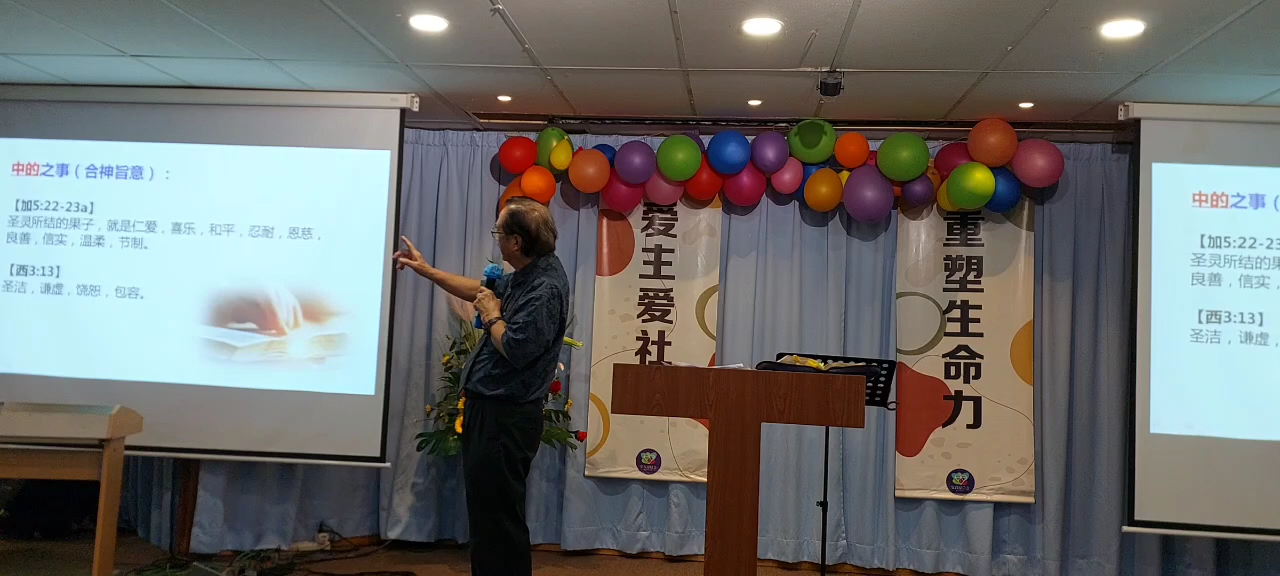 中的之事（合神旨意）：
【加5:22-23a】
圣灵所结的果子，就是仁爱，喜乐，和平，忍耐，恩慈，
良善，信实，温柔，节制。
【西3:13】
圣洁，谦虚，饶恕，包容。
爱主爱社
重塑生命力
中的之事（
【加5:22-23
圣灵所结的果
良善，信实，
【西3:13】
圣洁，谦虚，